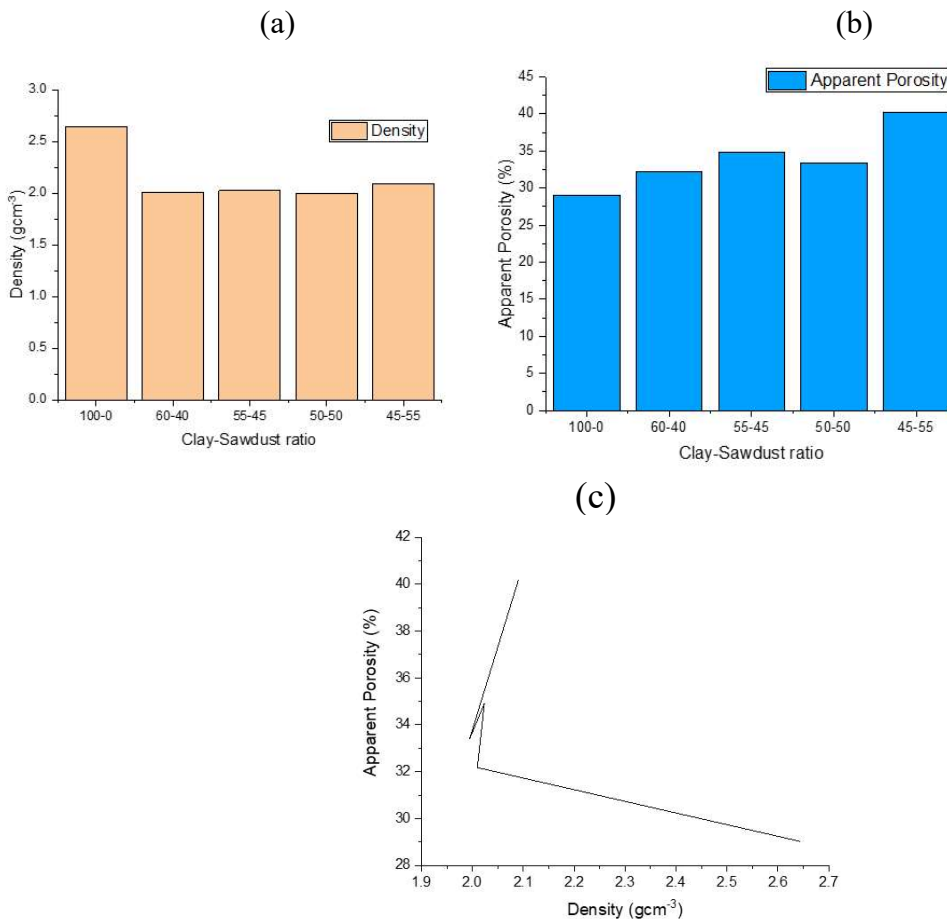 (a)
3.0
2.5
2.0
1.5
1.0
0.5
0.0
Density (gcm-3)
Density
100-0 60-40 55-45 50-50 45-55
Clay-Sawdust ratio
(b)
45
40
35
30
25
20
15
10
5
0
Apparent Porosity (%)
Apparent Porosity
100-0 60-40 55-45 50-50 45-55
Clay-Sawdust ratio
(c)
42
40
38
36
34
32
30
28
Apparent Porosity (%)
1.9 2.0 2.1 2.2 2.3 2.4 2.5 2.6 2.7
Density (gcm-3)